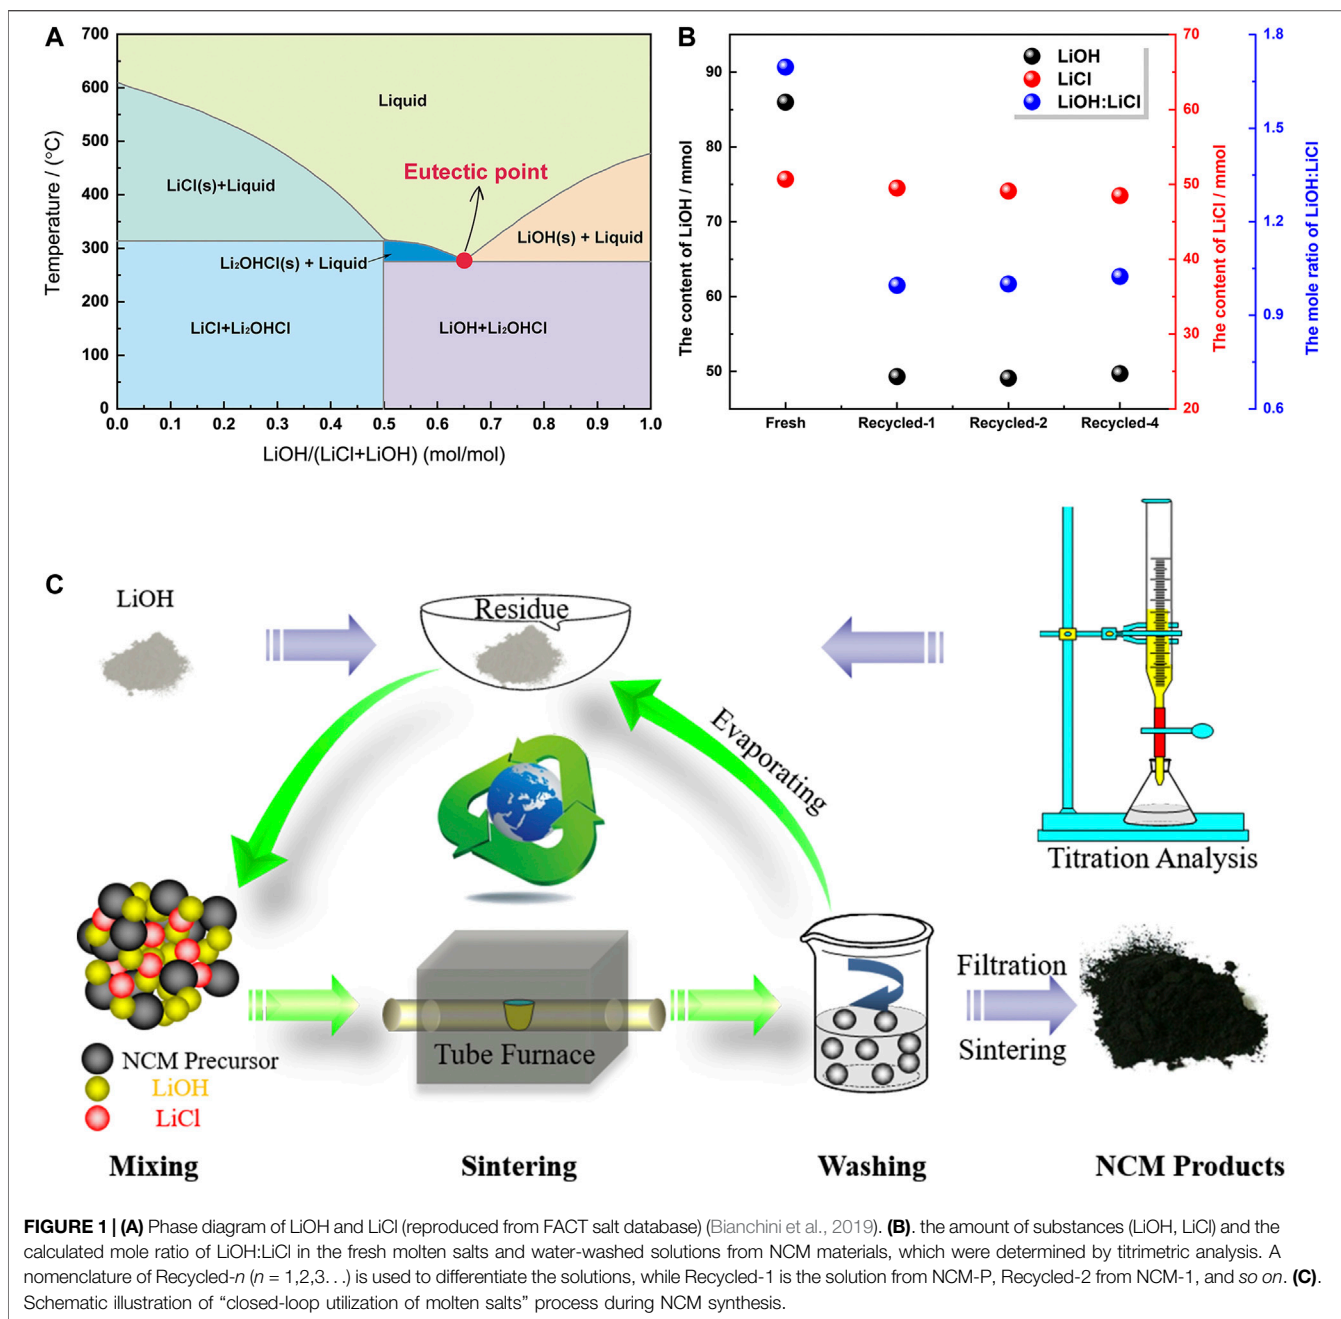 A
700
600
500
400
300
200
100
0
Temperature / (°C)
Liquid
LiCl(s)+Liquid
Eutectic point
LiOH(s) + Liquid
Li₂OHCl(s) + Liquid
LiCl+Li₂OHCl
LiOH+Li₂OHCl
0.0 0.1 0.2 0.3 0.4 0.5 0.6 0.7 0.8 0.9 1.0
LiOH/(LiCl+LiOH) (mol/mol)
B
90
80
70
60
50
The content of LiOH / mmol
LiOH
LiCl
LiOH:LiCl
70
60
50
40
30
20
The content of LiCl / mmol
1.8
1.5
1.2
0.9
0.6
The mole ratio of LiOH:LiCl
Fresh Recycled-1 Recycled-2 Recycled-4
C
LiOH
Residue
Evaporating
Titration Analysis
NCM Precursor
LiOH
LiCl
Tube Furnace
Filtration
Sintering
Mixing Sintering Washing NCM Products
FIGURE 1 | (A) Phase diagram of LiOH and LiCl (reproduced from FACT salt database) (Bianchini et al., 2019). (B). the amount of substances (LiOH, LiCl) and the
calculated mole ratio of LiOH:LiCl in the fresh molten salts and water-washed solutions from NCM materials, which were determined by titrimetric analysis. A
nomenclature of Recycled-n (n = 1,2,3. . .) is used to differentiate the solutions, while Recycled-1 is the solution from NCM-P, Recycled-2 from NCM-1, and so on. (C).
Schematic illustration of “closed-loop utilization of molten salts” process during NCM synthesis.